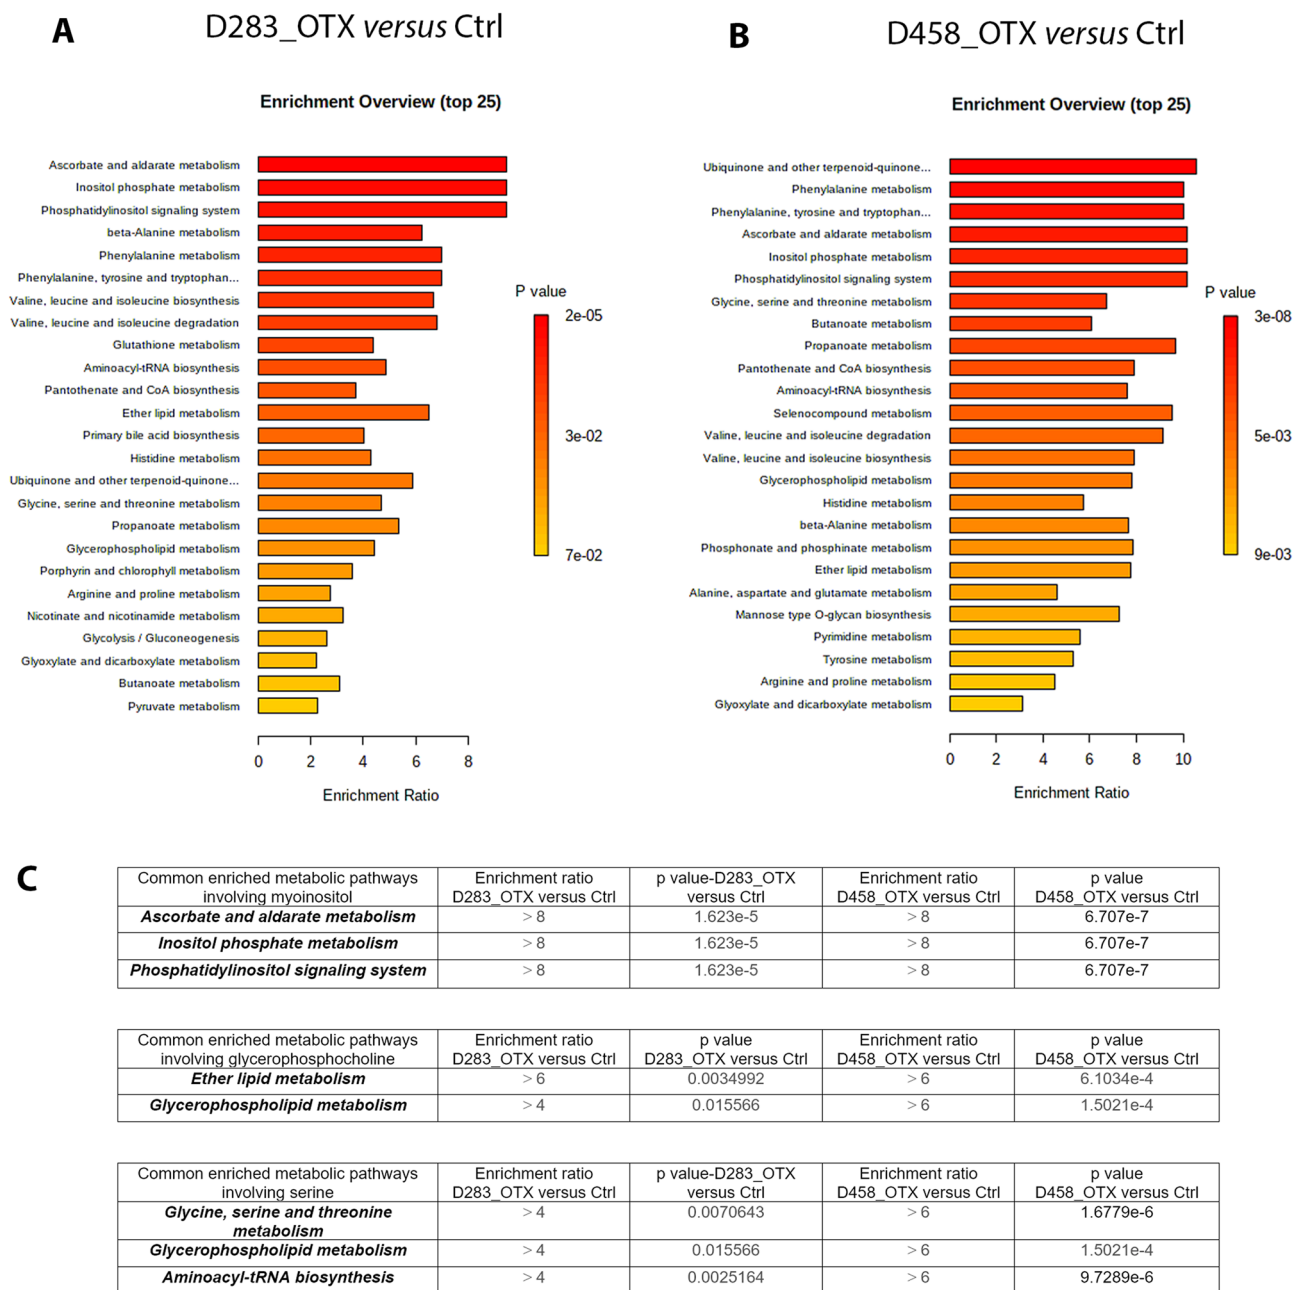 A
D283_OTX versus Ctrl
Enrichment Overview (top 25)
Ascorbate and aldarate metabolism
Inositol phosphate metabolism
Phosphatidylinositol signaling system
beta-Alanine metabolism
Phenylalanine metabolism
Phenylalanine, tyrosine and tryptophan...
Valine, leucine and isoleucine biosynthesis
Valine, leucine and isoleucine degradation
Glutathione metabolism
Aminoacyl-tRNA biosynthesis
Pantothenate and CoA biosynthesis
Ether lipid metabolism
Primary bile acid biosynthesis
Histidine metabolism
Ubiquinone and other terpenoid-quinone...
Glycine, serine and threonine metabolism
Propanoate metabolism
Glycerophospholipid metabolism
Porphyrin and chlorophyll metabolism
Arginine and proline metabolism
Nicotinate and nicotinamide metabolism
Glycolysis / Gluconeogenesis
Glyoxylate and dicarboxylate metabolism
Butanoate metabolism
Pyruvate metabolism
0 2 4 6 8
Enrichment Ratio
P value
2e-05
3e-02
7e-02
B
D458_OTX versus Ctrl
Enrichment Overview (top 25)
Ubiquinone and other terpenoid-quinone...
Phenylalanine metabolism
Phenylalanine, tyrosine and tryptophan...
Ascorbate and aldarate metabolism
Inositol phosphate metabolism
Phosphatidylinositol signaling system
Glycine, serine and threonine metabolism
Butanoate metabolism
Propanoate metabolism
Pantothenate and CoA biosynthesis
Aminoacyl-tRNA biosynthesis
Selenocompound metabolism
Valine, leucine and isoleucine degradation
Valine, leucine and isoleucine biosynthesis
Glycerophospholipid metabolism
Histidine metabolism
beta-Alanine metabolism
Phosphonate and phosphinate metabolism
Ether lipid metabolism
Alanine, aspartate and glutamate metabolism
Mannose type O-glycan biosynthesis
Pyrimidine metabolism
Tyrosine metabolism
Arginine and proline metabolism
Glyoxylate and dicarboxylate metabolism
0 2 4 6 8 10
Enrichment Ratio
P value
3e-08
5e-03
9e-03
C
Common enriched metabolic pathways Enrichment ratio p value-D283_OTX Enrichment ratio p value
involving myoinositol D283_OTX versus Ctrl versus Ctrl D458_OTX versus Ctrl D458_OTX versus Ctrl
Ascorbate and aldarate metabolism > 8 1.623e-5 > 8 6.707e-7
Inositol phosphate metabolism > 8 1.623e-5 > 8 6.707e-7
Phosphatidylinositol signaling system > 8 1.623e-5 > 8 6.707e-7
Common enriched metabolic pathways Enrichment ratio p value Enrichment ratio p value
involving glycerophosphocholine D283_OTX versus Ctrl D283_OTX versus Ctrl D458_OTX versus Ctrl D458_OTX versus Ctrl
Ether lipid metabolism > 6 0.0034992 > 6 6.1034e-4
Glycerophospholipid metabolism > 4 0.015566 > 6 1.5021e-4
Common enriched metabolic pathways Enrichment ratio p value-D283_OTX Enrichment ratio p value
involving serine D283_OTX versus Ctrl versus Ctrl D458_OTX versus Ctrl D458_OTX versus Ctrl
Glycine, serine and threonine > 4 0.0070643 > 6 1.6779e-6
metabolism
Glycerophospholipid metabolism > 4 0.015566 > 6 1.5021e-4
Aminoacyl-tRNA biosynthesis > 4 0.0025164 > 6 9.7289e-6